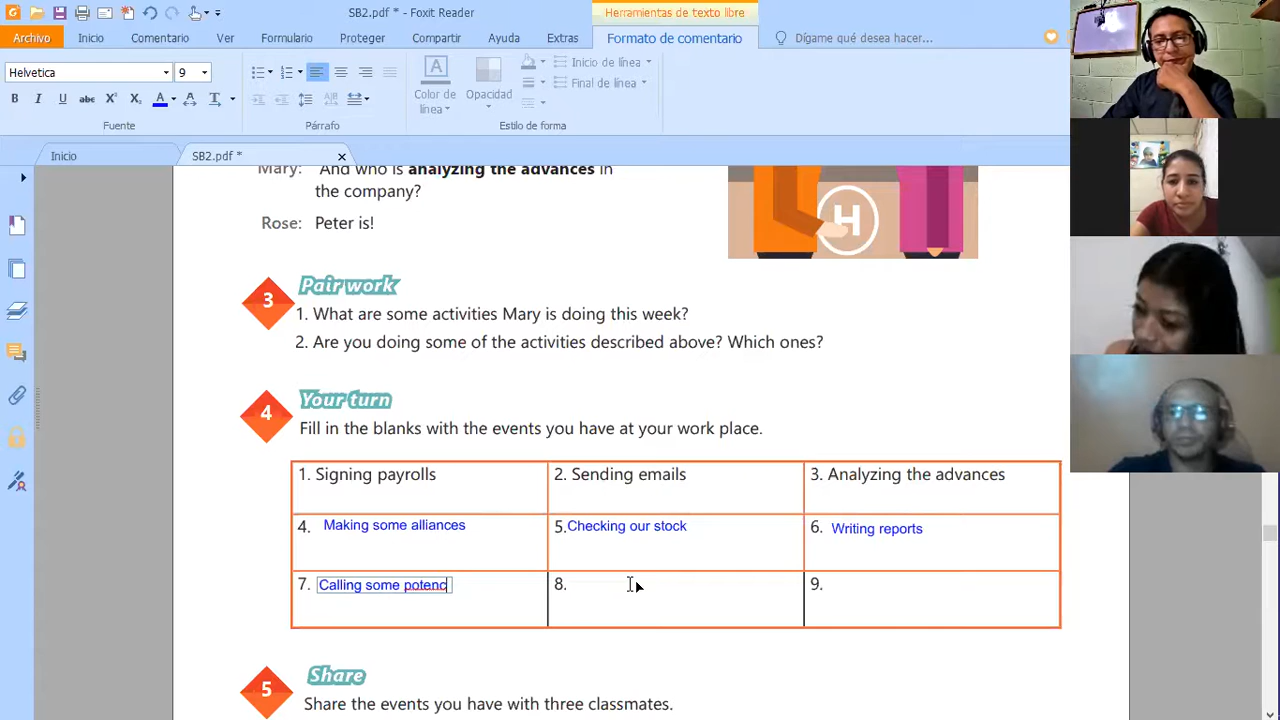 SB2.pdf * - Foxit Reader
Herramientas de texto libre
Archivo
Inicio
Comentario
Ver
Formulario
Proteger
Compartir
Ayuda
Extras
Formato de comentario
Dígame qué desea hacer...
Helvetica
9
Inicio de línea
Final de línea
Color de línea
Opacidad
Fuente
Párrafo
Estilo de forma
Inicio
SB2.pdf *
Mary: And who is analyzing the advances in
the company?
Rose: Peter is!
H
3 Pair work
1. What are some activities Mary is doing this week?
2. Are you doing some of the activities described above? Which ones?
4 Your turn
Fill in the blanks with the events you have at your work place.
1. Signing payrolls
2. Sending emails
3. Analyzing the advances
4. Making some alliances
5. Checking our stock
6. Writing reports
7. Calling some potenc
8.
9.
5 Share
Share the events you have with three classmates.